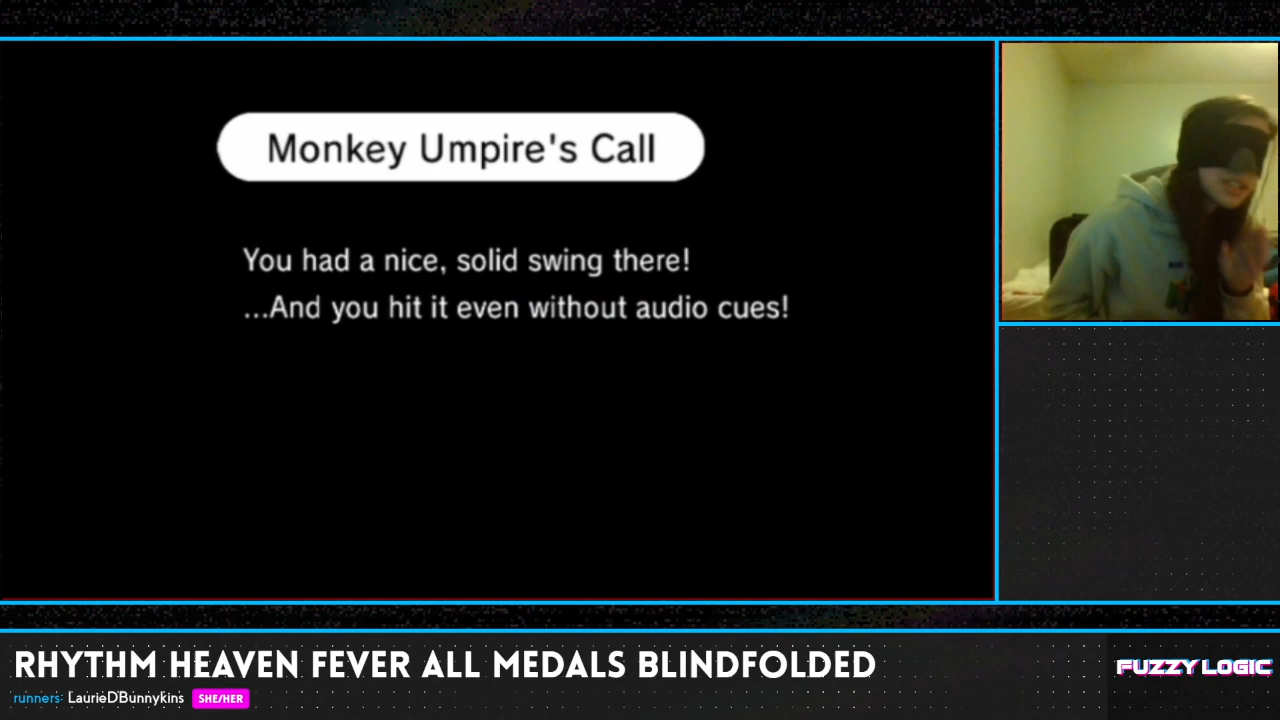 Monkey Umpire's Call
You had a nice, solid swing there!
...And you hit it even without audio cues!
RHYTHM HEAVEN FEVER ALL MEDALS BLINDFOLDED
runners: LaurieDBunnykins SHE/HER
FUZZY LOGIC